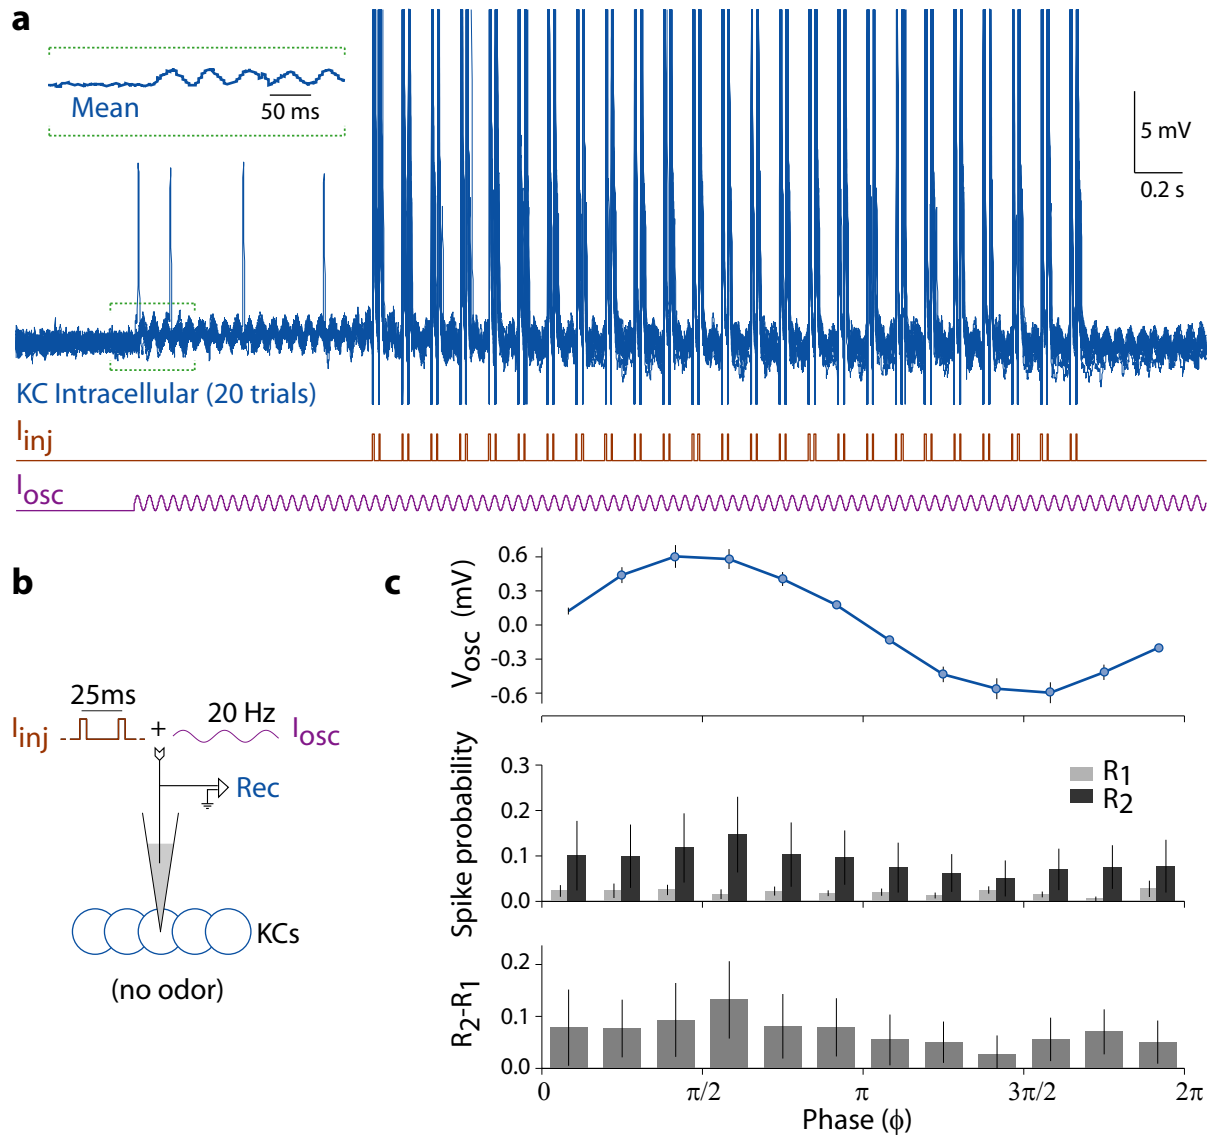 a
Mean
50 ms
5 mV
0.2 s
KC Intracellular (20 trials)
Iinj
Iosc
b
25ms
Iinj
+
20 Hz
Iosc
Rec
KCs
(no odor)
c
Vosc (mV)
0.6
0.3
0.0
-0.3
-0.6
Spike probability
0.3
0.2
0.1
0.0
R1
R2
R2-R1
0.2
0.1
0.0
0
π/2
π
3π/2
2π
Phase (ϕ)